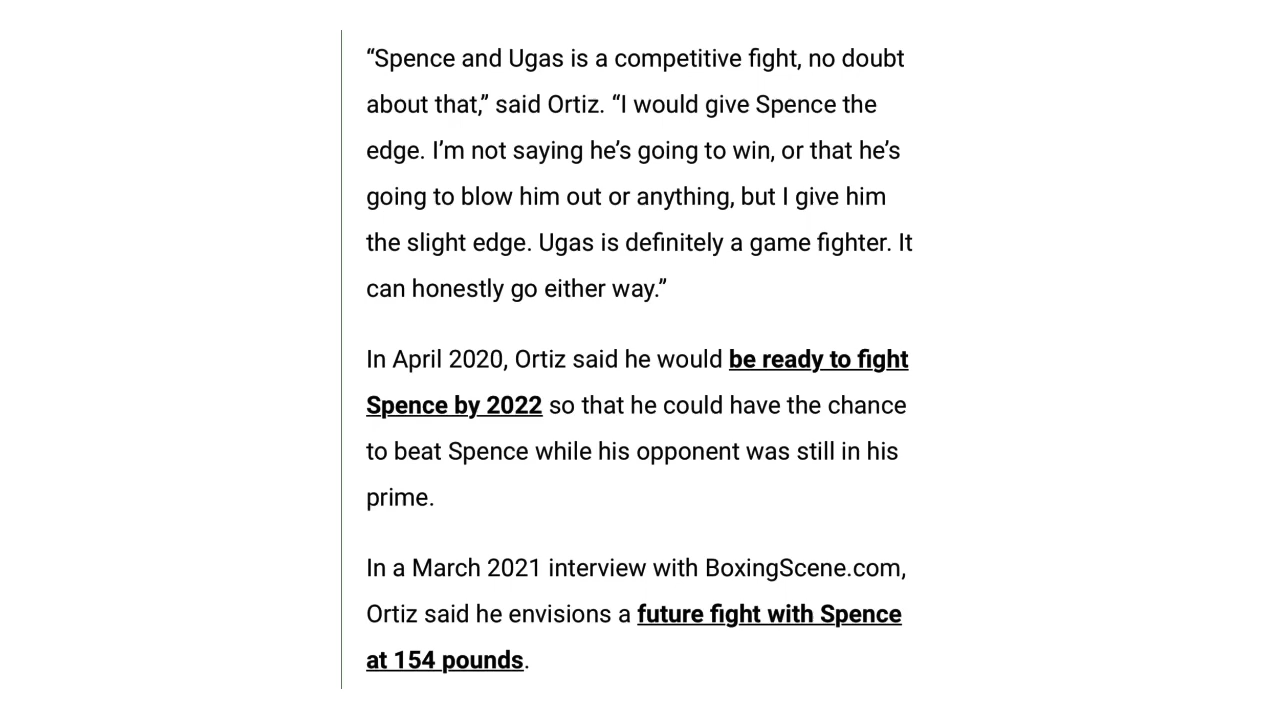 “Spence and Ugas is a competitive fight, no doubt
about that,” said Ortiz. “I would give Spence the
edge. I’m not saying he’s going to win, or that he’s
going to blow him out or anything, but I give him
the slight edge. Ugas is definitely a game fighter. It
can honestly go either way.”
In April 2020, Ortiz said he would be ready to fight
Spence by 2022 so that he could have the chance
to beat Spence while his opponent was still in his
prime.
In a March 2021 interview with BoxingScene.com,
Ortiz said he envisions a future fight with Spence
at 154 pounds.